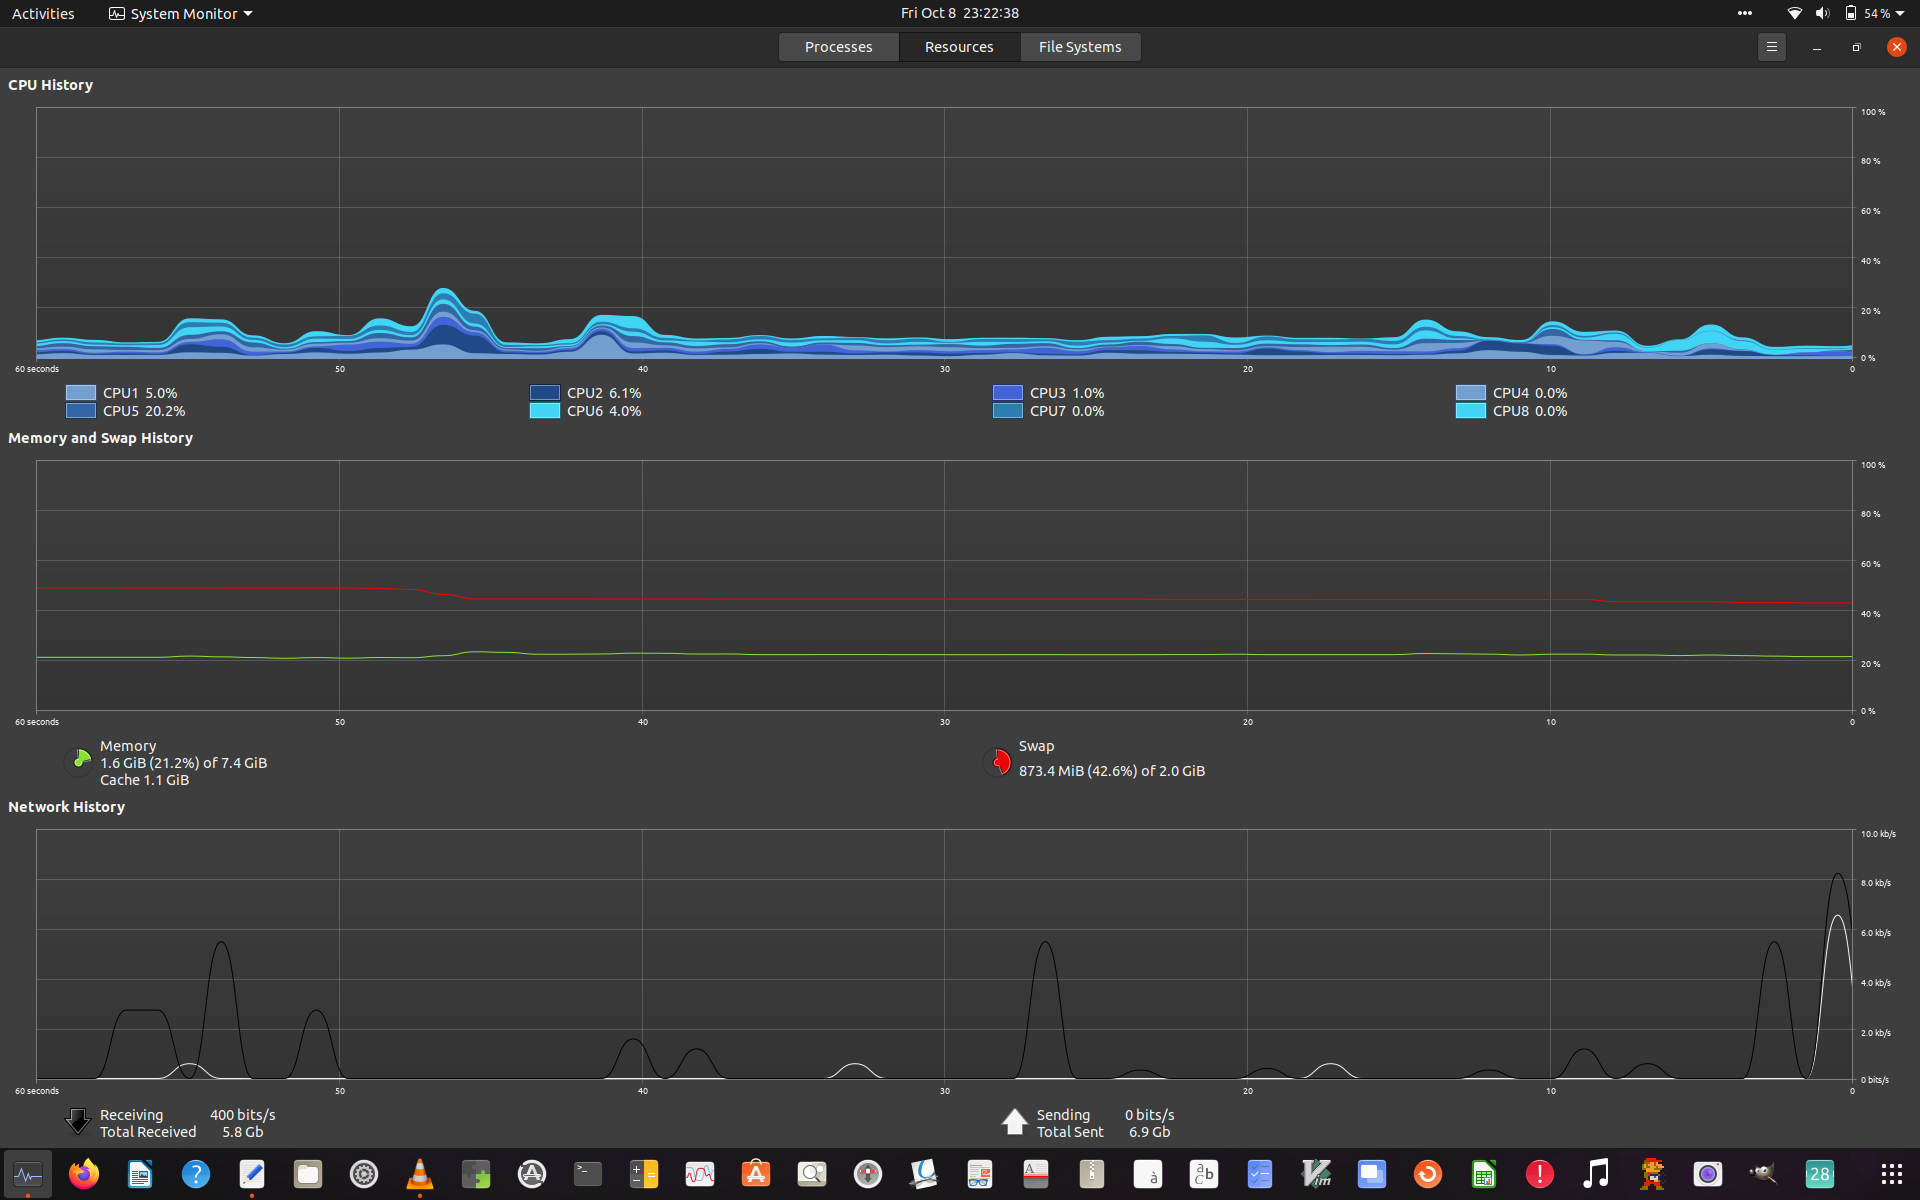 Activities System Monitor Fri Oct 8 23:22:38 54 %
Processes Resources File Systems
CPU History
100 %
80 %
60 %
40 %
20 %
0 %
60 seconds 50 40 30 20 10 0
CPU1 5.0% CPU2 6.1% CPU3 1.0% CPU4 0.0%
CPU5 20.2% CPU6 4.0% CPU7 0.0% CPU8 0.0%
Memory and Swap History
100 %
80 %
60 %
40 %
20 %
0 %
60 seconds 50 40 30 20 10 0
Memory
1.6 GiB (21.2%) of 7.4 GiB
Cache 1.1 GiB
Swap
873.4 MiB (42.6%) of 2.0 GiB
Network History
10.0 kb/s
8.0 kb/s
6.0 kb/s
4.0 kb/s
2.0 kb/s
0 bits/s
60 seconds 50 40 30 20 10 0
Receiving 400 bits/s
Total Received 5.8 Gb
Sending 0 bits/s
Total Sent 6.9 Gb
? >_ A à a b c Vim ! 28